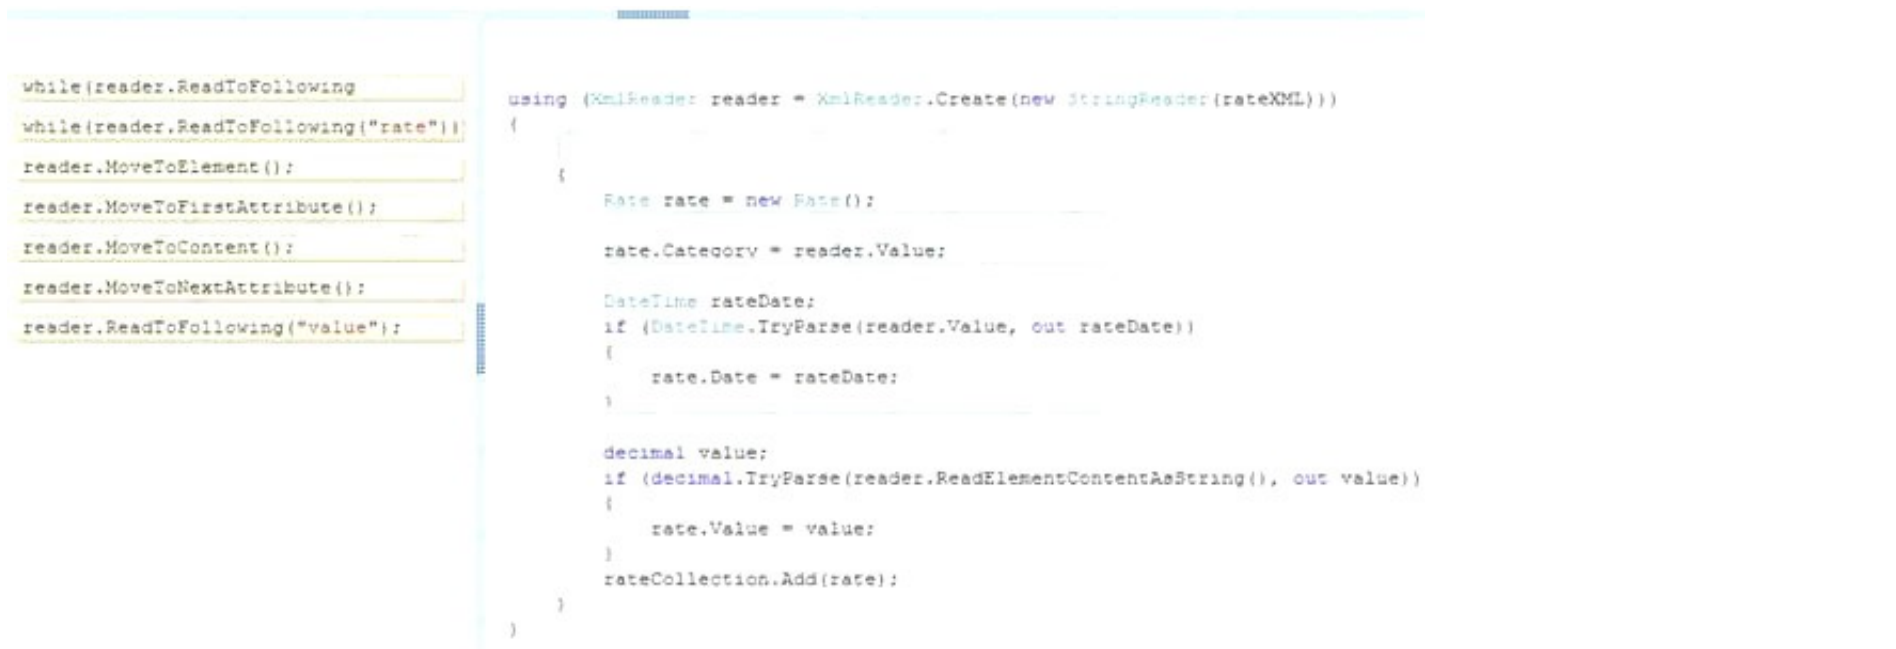 while(reader.ReadToFollowing
while(reader.ReadToFollowing("rate"))
reader.MoveToElement();
reader.MoveToFirstAttribute();
reader.MoveToContent();
reader.MoveToNextAttribute();
reader.ReadToFollowing("value");
using (XmlReader reader = XmlReader.Create(new StringReader(rateXML)))
{
{
Rate rate = new Rate();
rate.Category = reader.Value;
DateTime rateDate;
if (DateTime.TryParse(reader.Value, out rateDate))
{
rate.Date = rateDate;
}
decimal value;
if (decimal.TryParse(reader.ReadElementContentAsString(), out value))
{
rate.Value = value;
}
rateCollection.Add(rate);
}
}